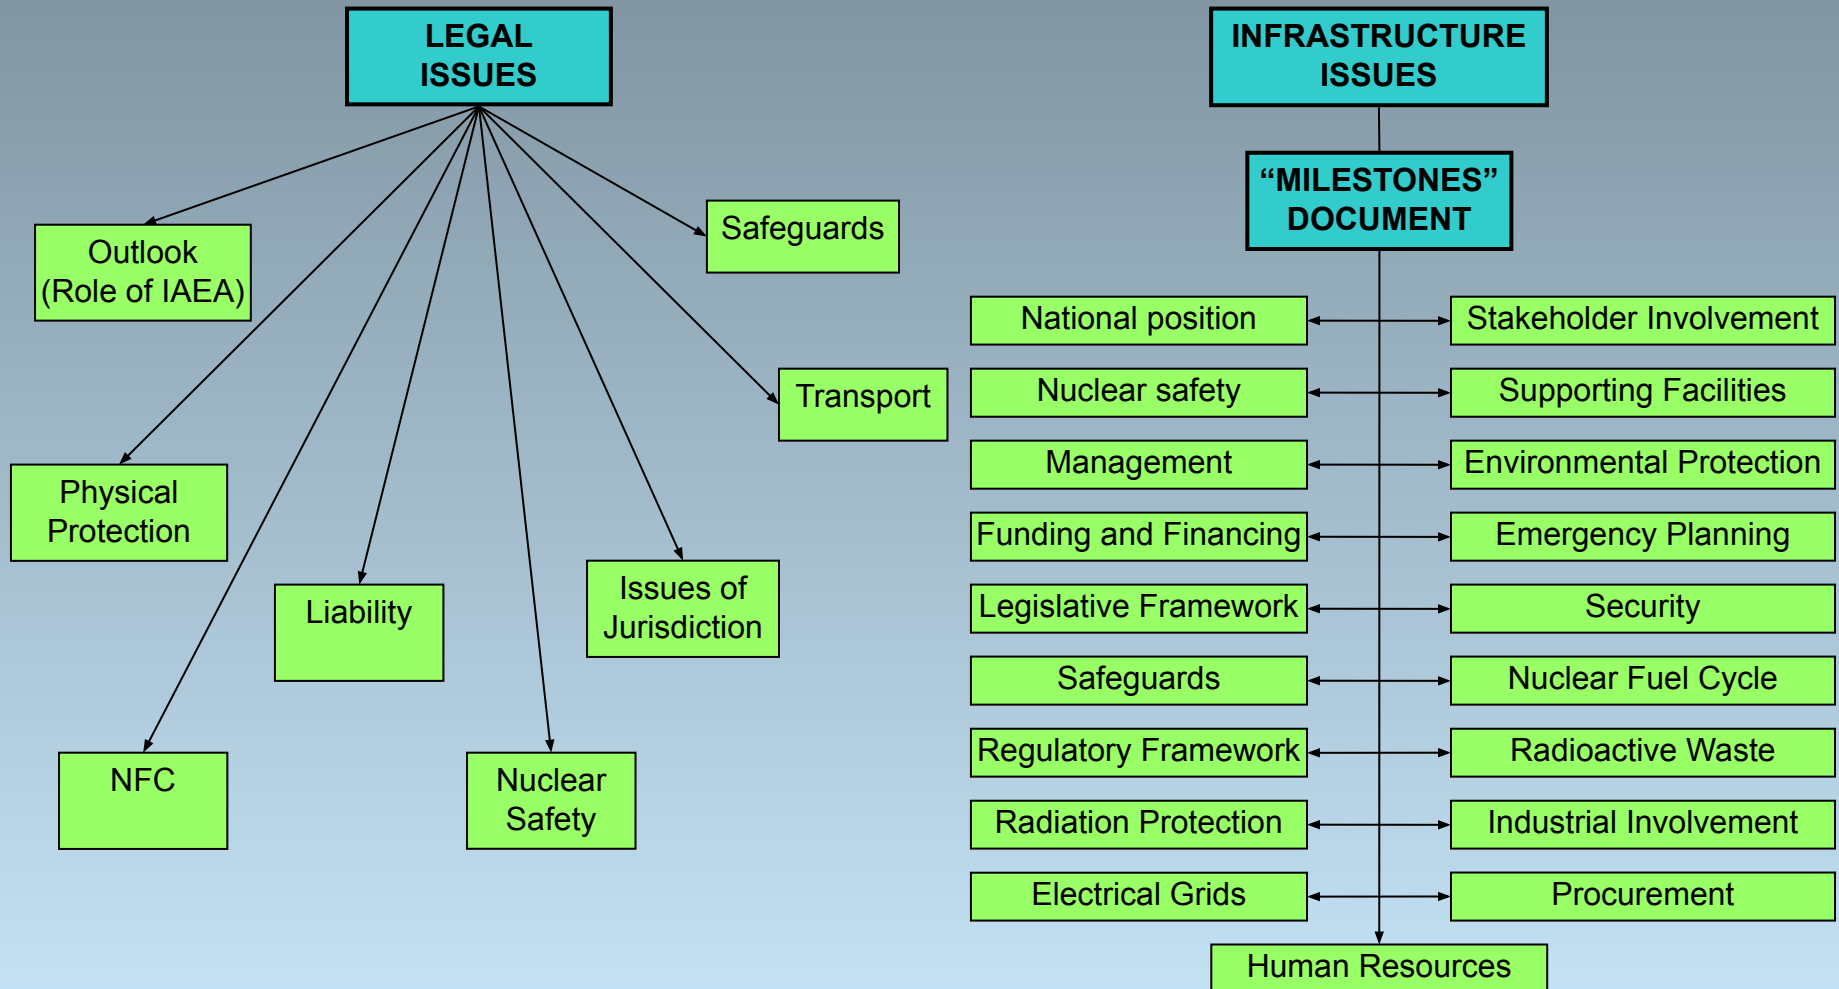 LEGAL
ISSUES
Outlook
(Role of IAEA)
Safeguards
Transport
Physical
Protection
Liability
Issues of
Jurisdiction
NFC
Nuclear
Safety
INFRASTRUCTURE
ISSUES
“MILESTONES”
DOCUMENT
National position
Stakeholder Involvement
Nuclear safety
Supporting Facilities
Management
Environmental Protection
Funding and Financing
Emergency Planning
Legislative Framework
Security
Safeguards
Nuclear Fuel Cycle
Regulatory Framework
Radioactive Waste
Radiation Protection
Industrial Involvement
Electrical Grids
Procurement
Human Resources